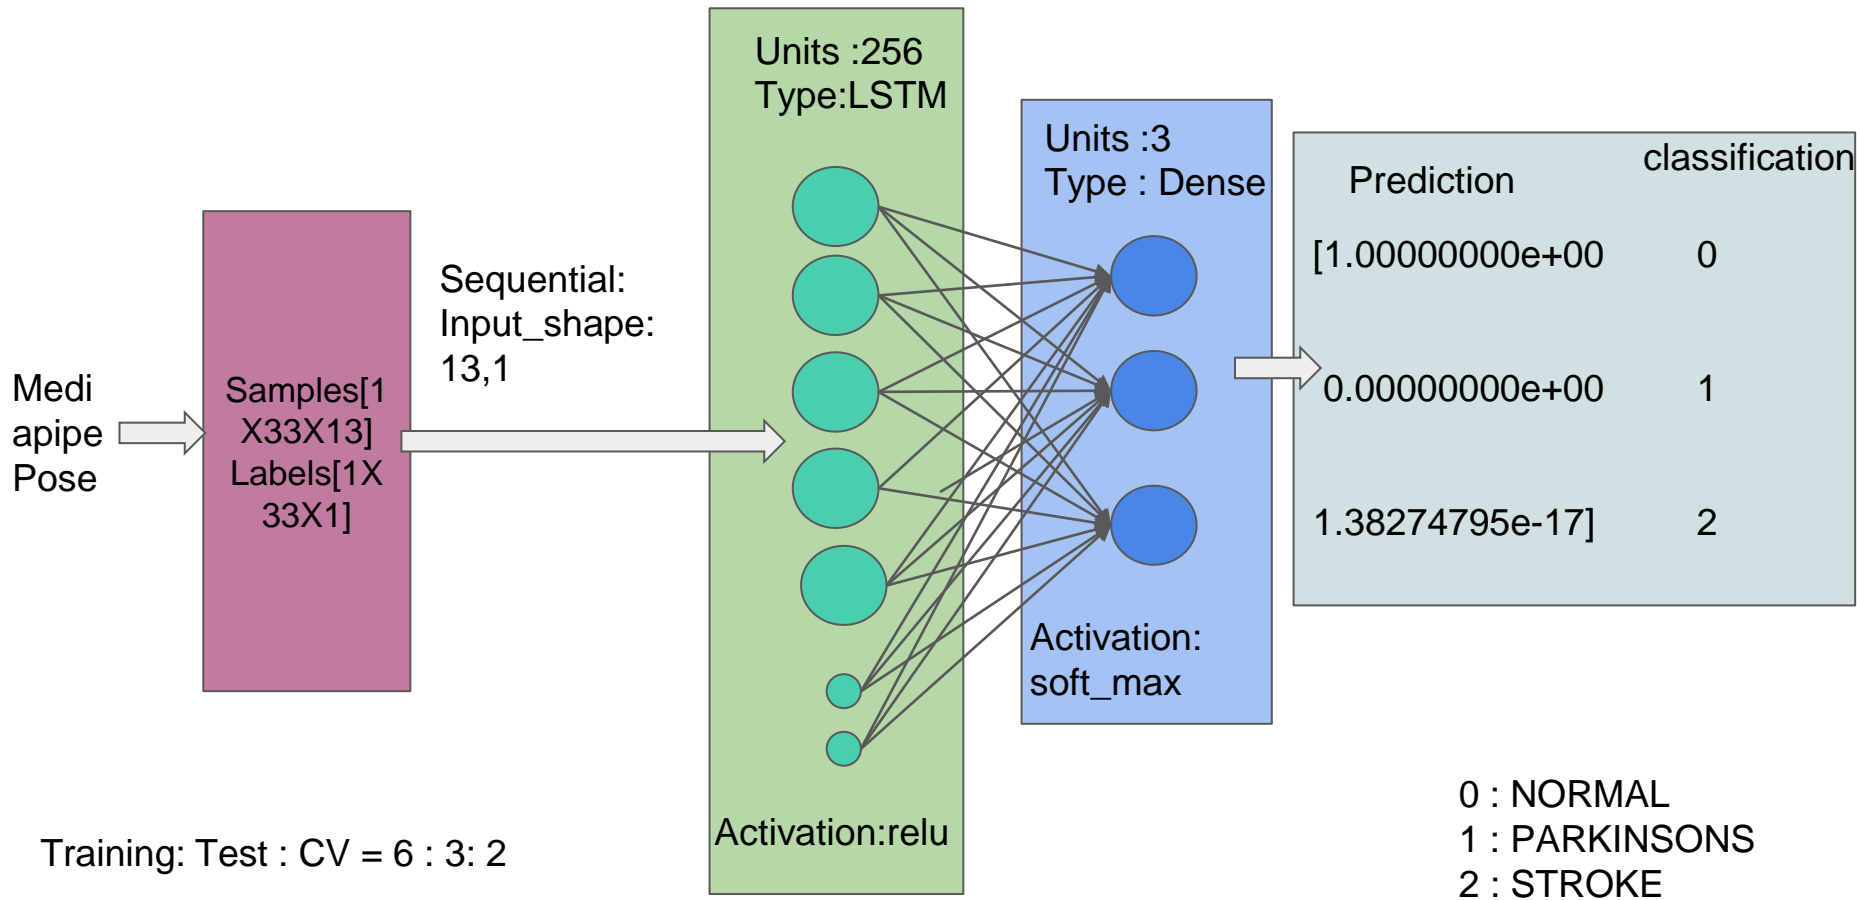 Medi
apipe
Pose
Samples[1
X33X13]
Labels[1X
33X1]
Sequential:
Input_shape:
13,1
Units :256
Type:LSTM
Activation:relu
Units :3
Type : Dense
Activation:
soft_max
Prediction
classification
[1.00000000e+00 0
0.00000000e+00 1
1.38274795e-17] 2
Training: Test : CV = 6 : 3: 2
0 : NORMAL
1 : PARKINSONS
2 : STROKE